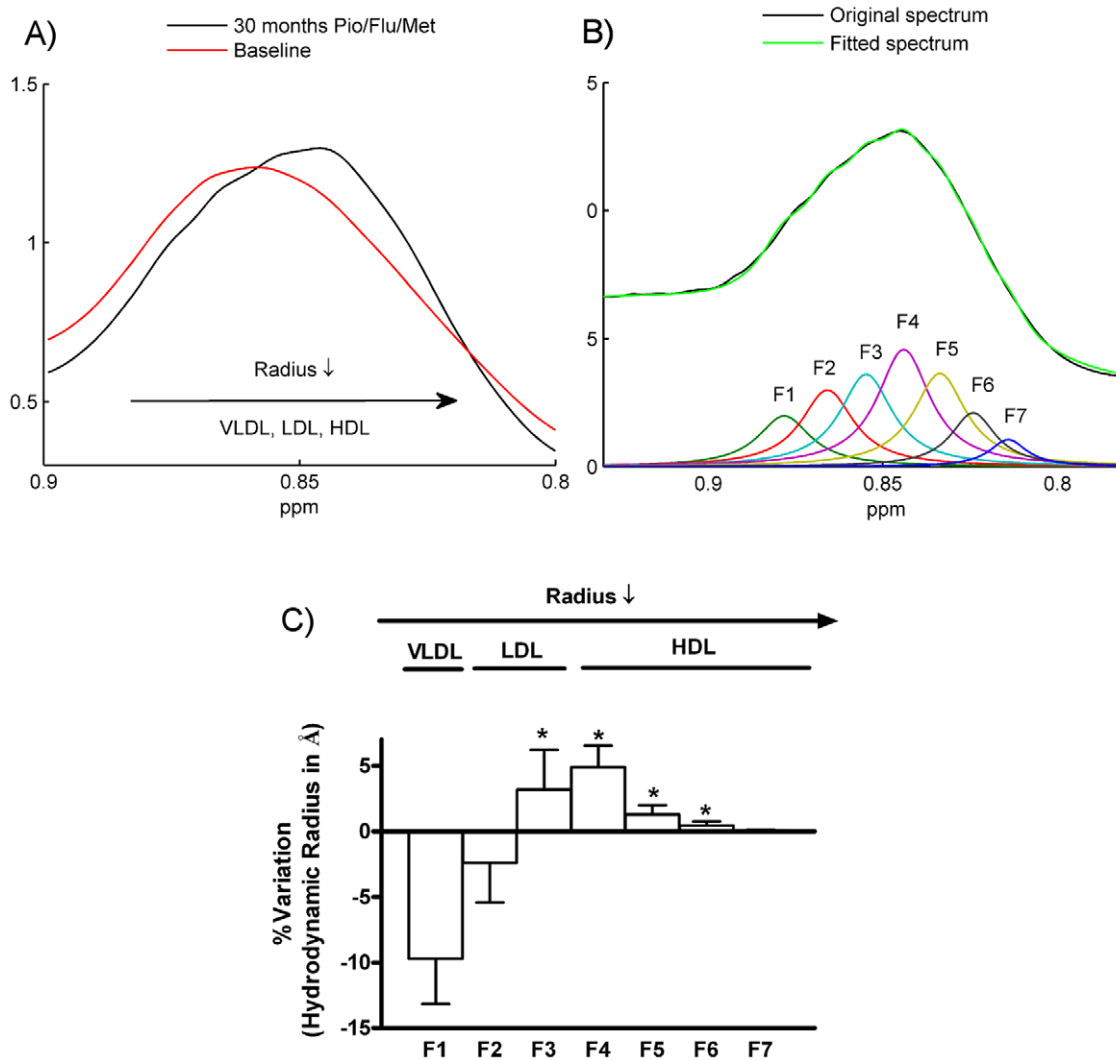 A)
30 months Pio/Flu/Met
Baseline
1.5
1
0.5
Radius ↓
VLDL, LDL, HDL
0.9
0.85
0.8
ppm
B)
Original spectrum
Fitted spectrum
5
0
5
0
F1
F2
F3
F4
F5
F6
F7
0.9
0.85
0.8
ppm
C)
Radius ↓
VLDL
LDL
HDL
%Variation
(Hydrodynamic Radius in Å)
5
0
-5
-10
-15
*
*
*
*
F1 F2 F3 F4 F5 F6 F7